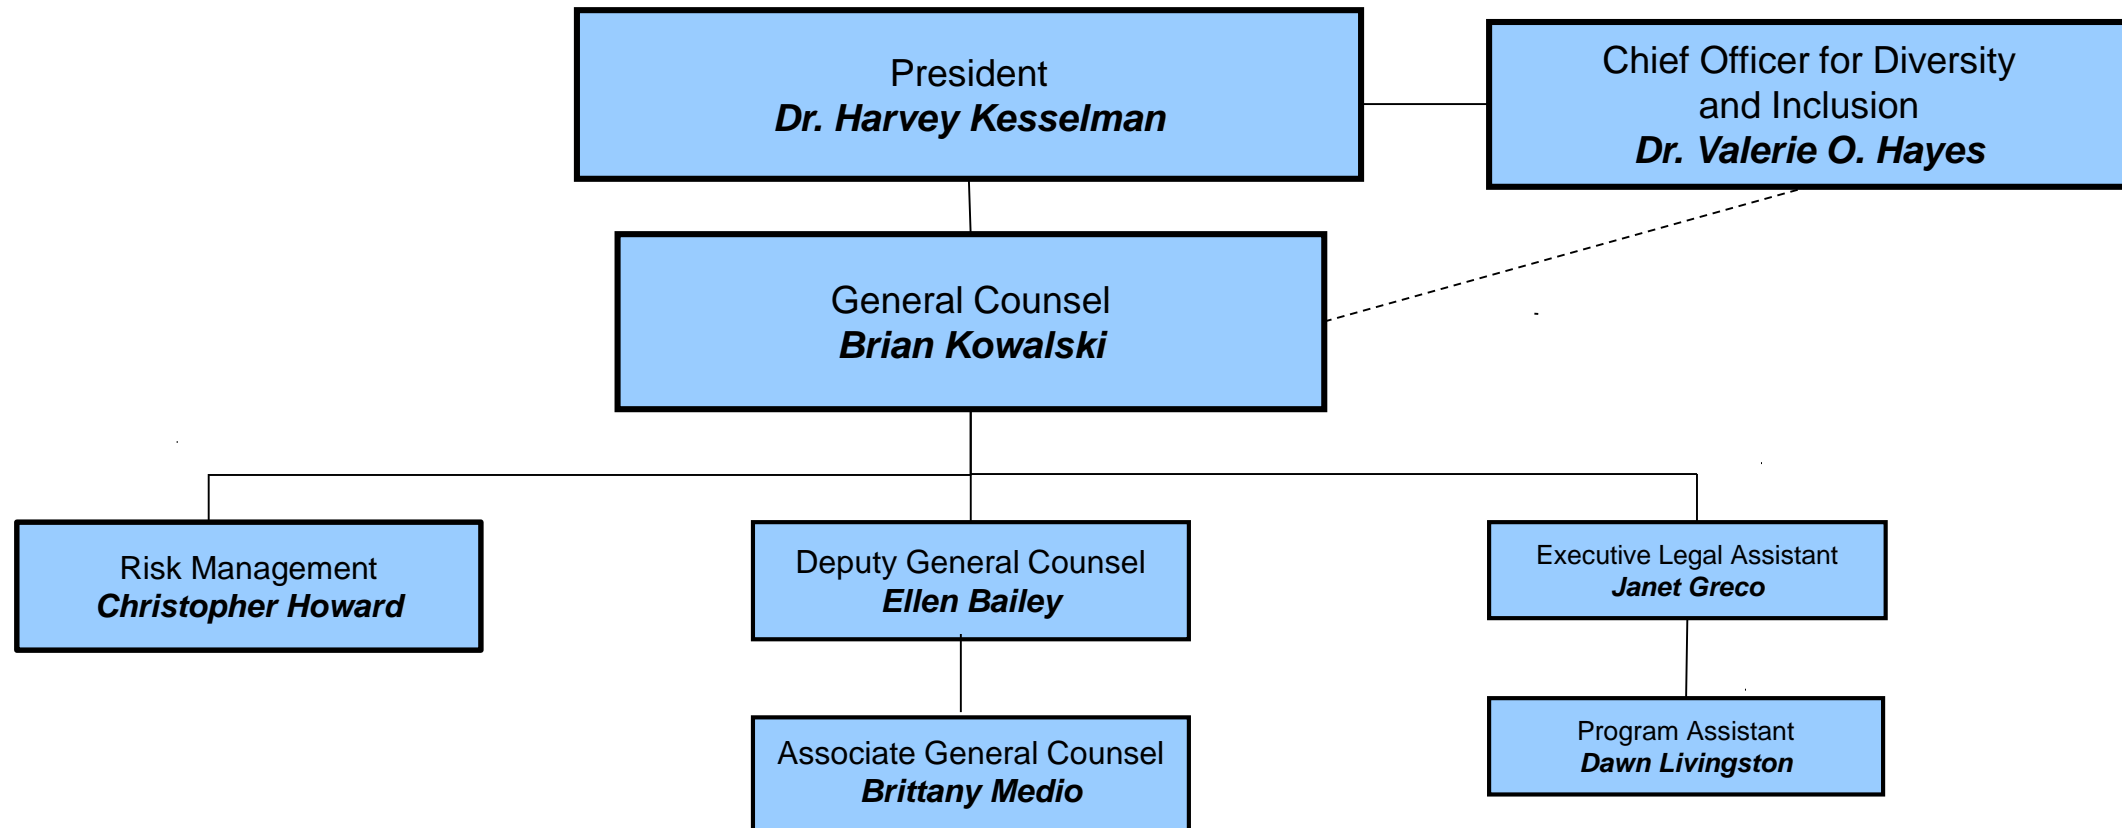 President
Dr. Harvey Kesselman
Chief Officer for Diversity
and Inclusion
Dr. Valerie O. Hayes
General Counsel
Brian Kowalski
Risk Management
Christopher Howard
Deputy General Counsel
Ellen Bailey
Executive Legal Assistant
Janet Greco
Associate General Counsel
Brittany Medio
Program Assistant
Dawn Livingston